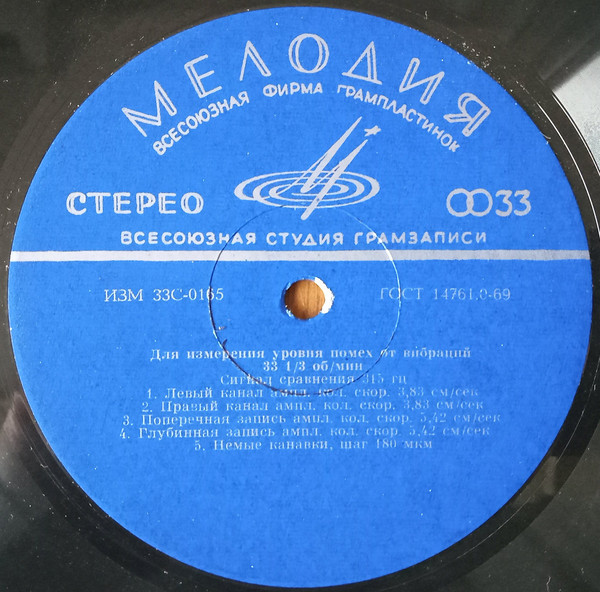 МЕЛОДИЯ
ВСЕСОЮЗНАЯ ФИРМА ГРАМПЛАСТИНОК
СТЕРЕО
33
ВСЕСОЮЗНАЯ СТУДИЯ ГРАМЗАПИСИ
ИЗМ 33С-0165
ГОСТ 14761.0-69
Для измерения уровня помех от вибраций
33 1/3 об/мин
Сигнал сравнения 315 гц
1. Левый канал ампл. кол. скор. 3,83 см/сек
2. Правый канал ампл. кол. скор. 3,83 см/сек
3. Поперечная запись ампл. кол. скор. 5,42 см/сек
4. Глубинная запись ампл. кол. скор. 5,42 см/сек
5. Немые канавки, шаг 180 мкм